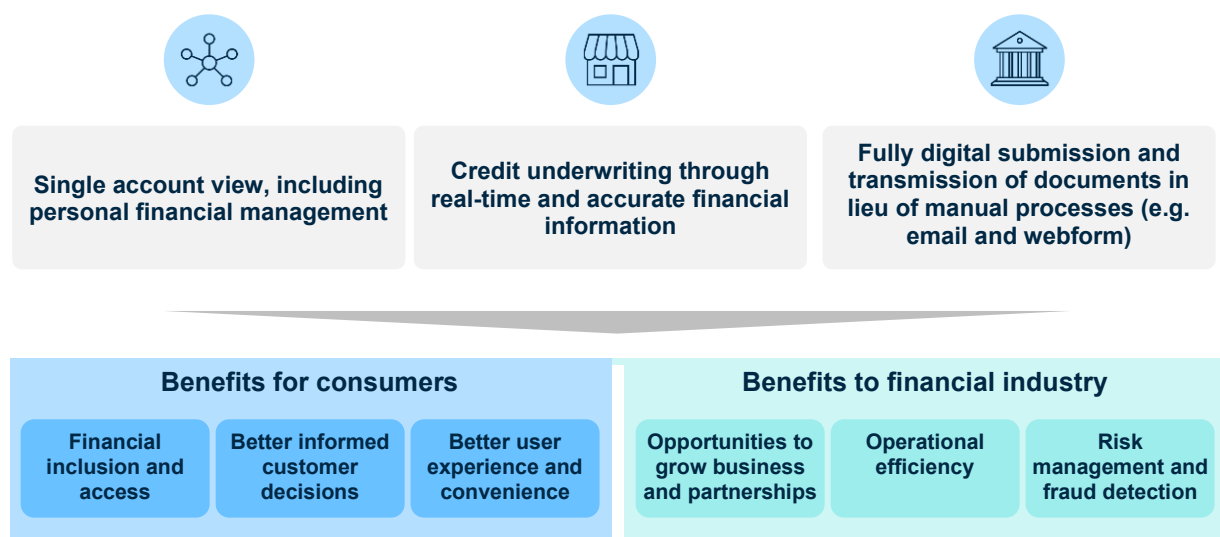 Single account view, including
personal financial management
Credit underwriting through
real-time and accurate financial
information
Fully digital submission and
transmission of documents in
lieu of manual processes (e.g.
email and webform)
Benefits for consumers
Financial
inclusion and
access
Better informed
customer
decisions
Better user
experience and
convenience
Benefits to financial industry
Opportunities to
grow business
and partnerships
Operational
efficiency
Risk
management and
fraud detection